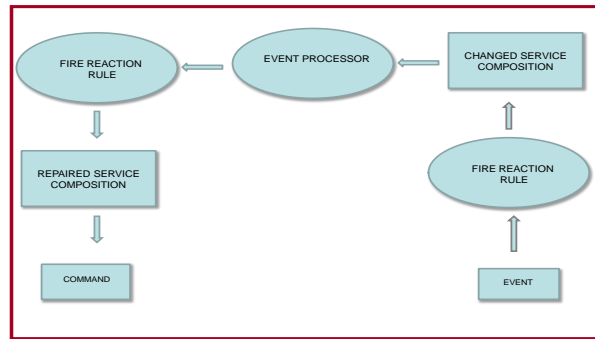 FIRE REACTION
RULE
EVENT PROCESSOR
CHANGED SERVICE
COMPOSITION
REPAIRED SERVICE
COMPOSITION
FIRE REACTION
RULE
COMMAND
EVENT